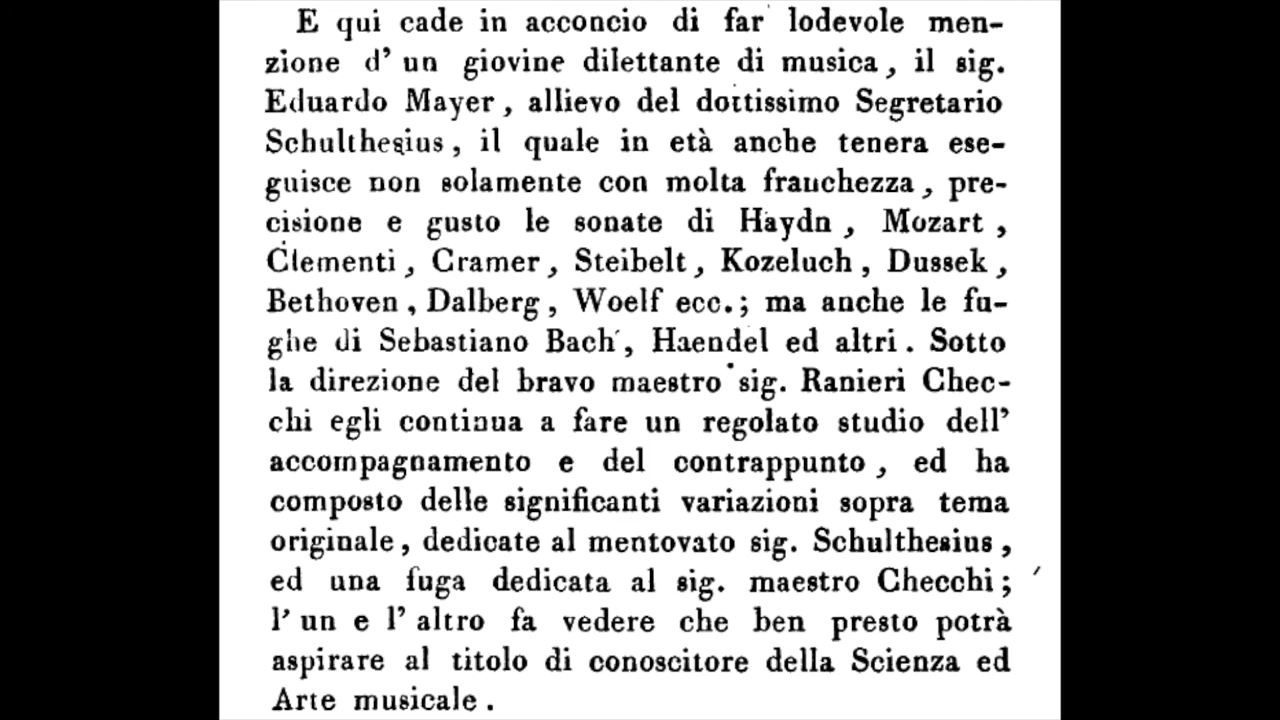 E qui cade in acconcio di far lodevole men-
zione d' un giovine dilettante di musica, il sig.
Eduardo Mayer, allievo del dottissimo Segretario
Schulthesius, il quale in età anche tenera ese-
guisce non solamente con molta franchezza, pre-
cisione e gusto le sonate di Haydn, Mozart,
Clementi, Cramer, Steibelt, Kozeluch, Dussek,
Bethoven, Dalberg, Woelf ecc.; ma anche le fu-
ghe di Sebastiano Bach, Haendel ed altri. Sotto
la direzione del bravo maestro sig. Ranieri Chec-
chi egli continua a fare un regolato studio dell'
accompagnamento e del contrappunto, ed ha
composto delle significanti variazioni sopra tema
originale, dedicate al mentovato sig. Schulthesius,
ed una fuga dedicata al sig. maestro Checchi;
l' un e l' altro fa vedere che ben presto potrà
aspirare al titolo di conoscitore della Scienza ed
Arte musicale.